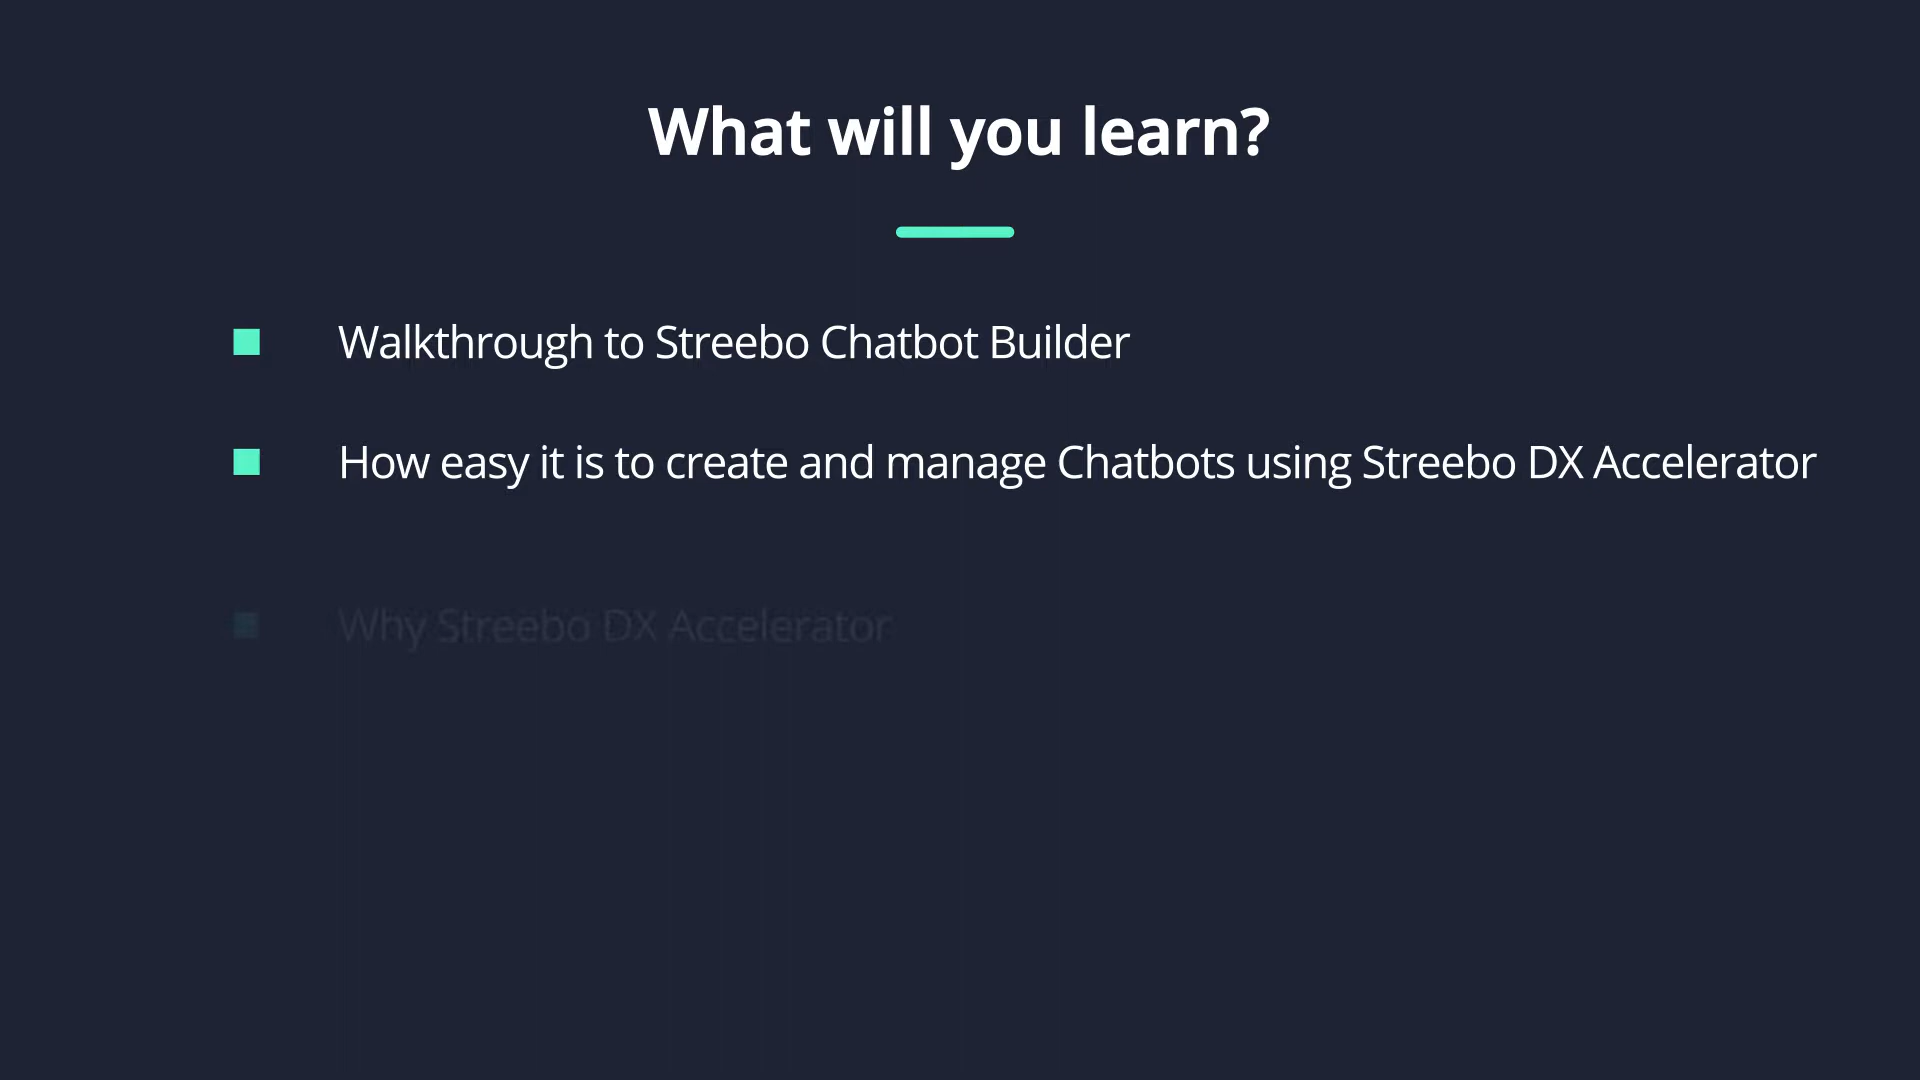 What will you learn?
Walkthrough to Streebo Chatbot Builder
How easy it is to create and manage Chatbots using Streebo DX Accelerator
Why Streebo DX Accelerator